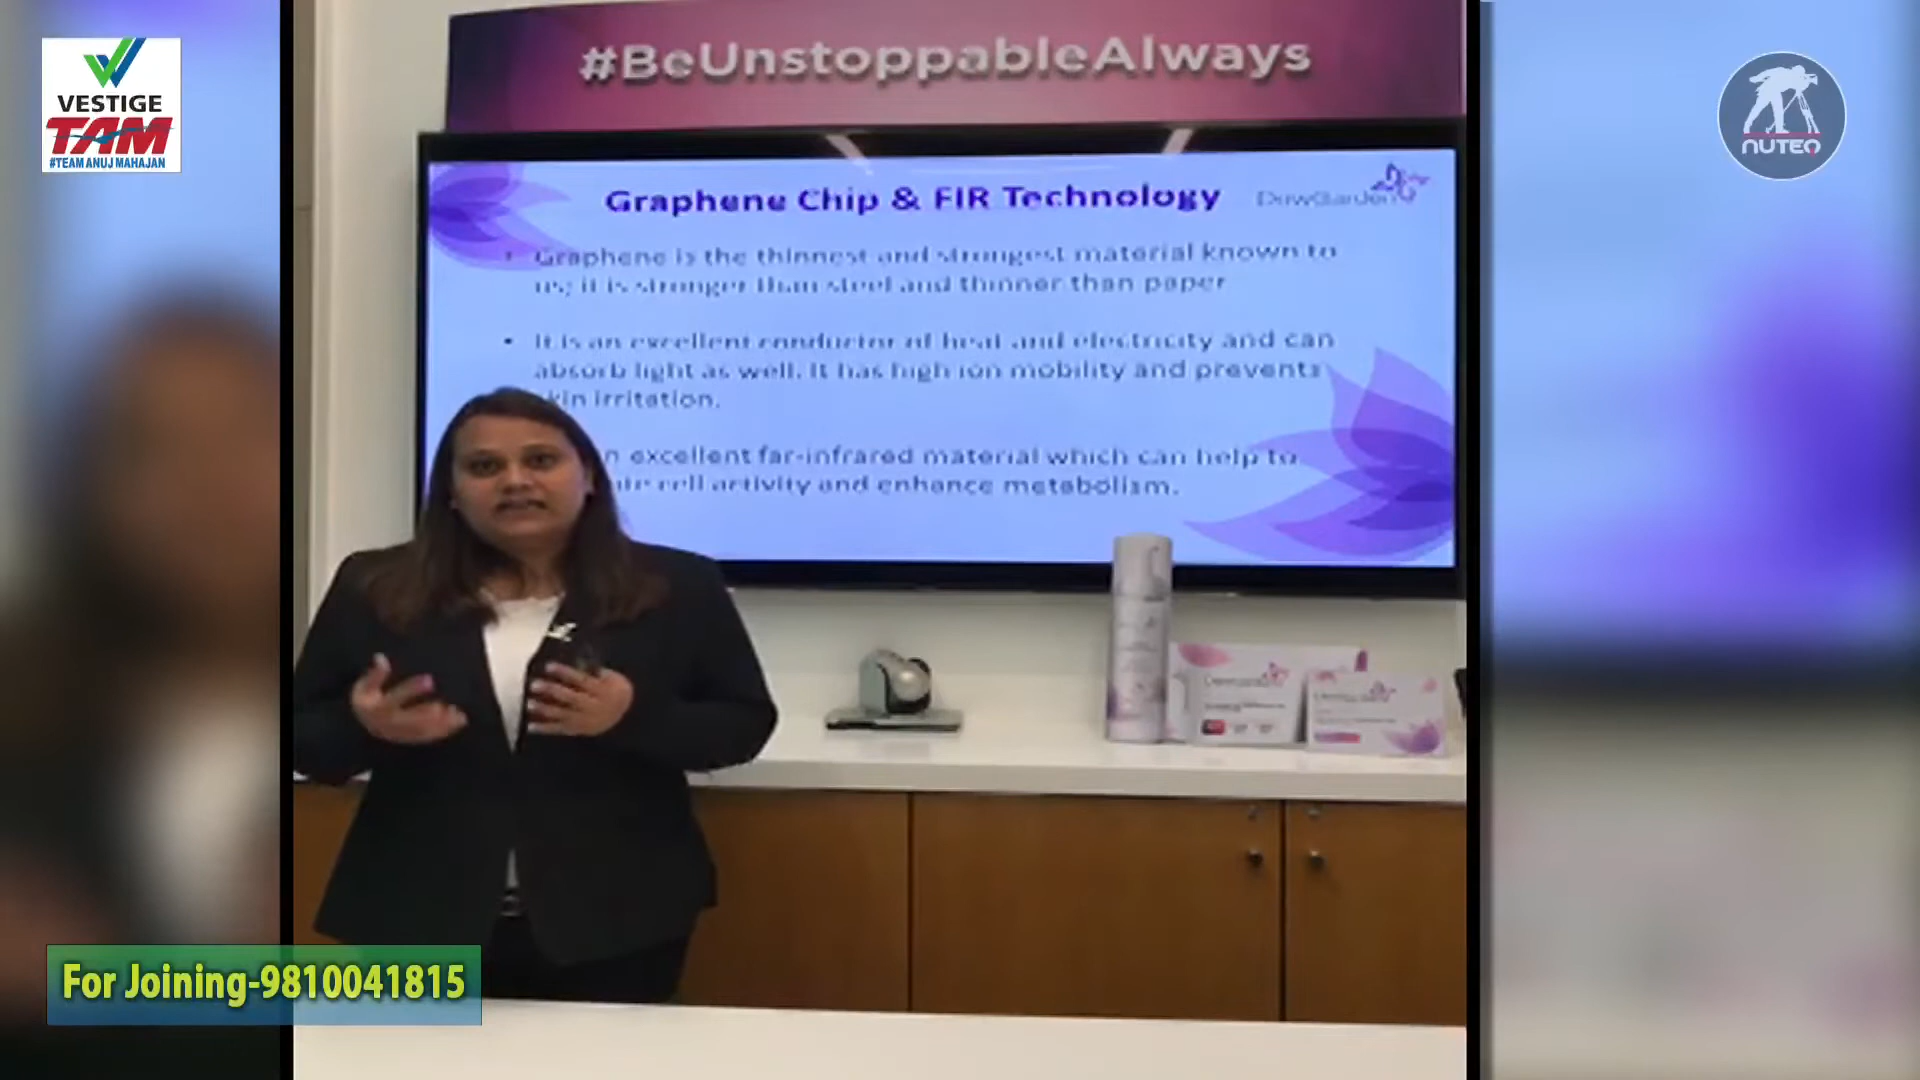 VESTIGE
TAM
#TEAM ANUJ MAHAJAN
#BeUnstoppableAlways
NUTEQ
Graphene Chip & FIR Technology
DewGarden
• Graphene is the thinnest and strongest material known to
us; it is stronger than steel and thinner than paper
• It is an excellent conductor of heat and electricity and can
absorb light as well. It has high ion mobility and prevents
kin irritation.
n excellent far-infrared material which can help to
cell activity and enhance metabolism.
For Joining-9810041815